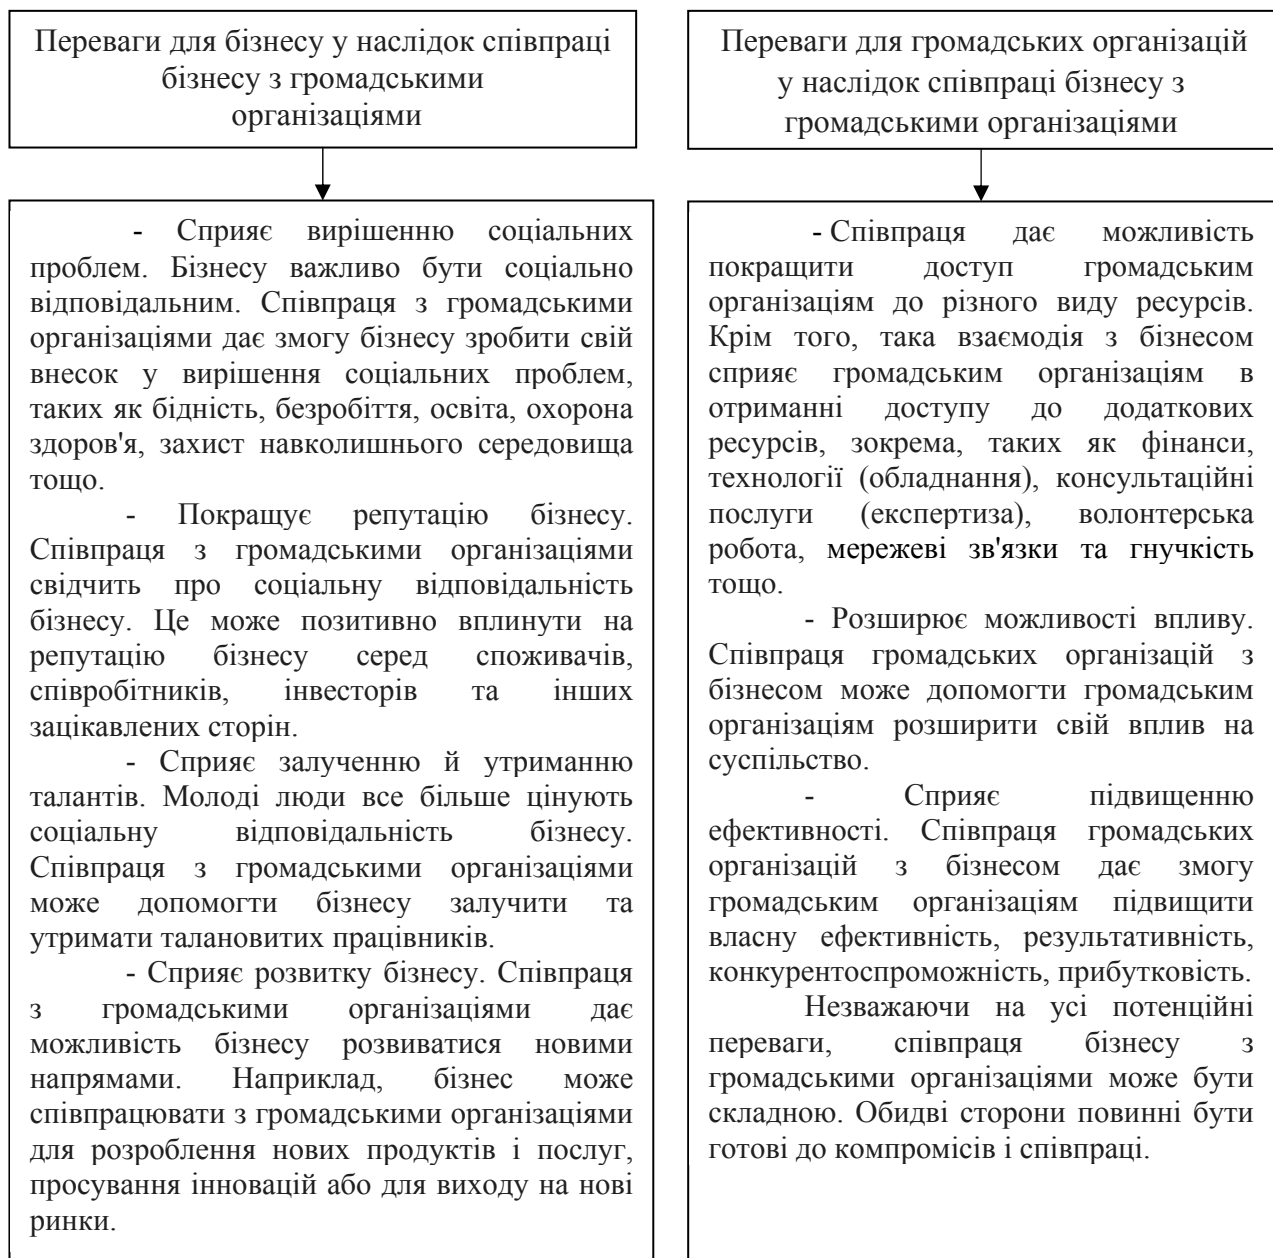 Переваги для бізнесу у наслідок співпраці
бізнесу з громадськими
організаціями
- Сприяє вирішенню соціальних
проблем. Бізнесу важливо бути соціально
відповідальним. Співпраця з громадськими
організаціями дає змогу бізнесу зробити свій
внесок у вирішення соціальних проблем,
таких як бідність, безробіття, освіта, охорона
здоров'я, захист навколишнього середовища
тощо.
- Покращує репутацію бізнесу.
Співпраця з громадськими організаціями
свідчить про соціальну відповідальність
бізнесу. Це може позитивно вплинути на
репутацію бізнесу серед споживачів,
співробітників, інвесторів та інших
зацікавлених сторін.
- Сприяє залученню й утриманню
талантів. Молоді люди все більше цінують
соціальну відповідальність бізнесу.
Співпраця з громадськими організаціями
може допомогти бізнесу залучити та
утримати талановитих працівників.
- Сприяє розвитку бізнесу. Співпраця
з громадськими організаціями дає
можливість бізнесу розвиватися новими
напрямами. Наприклад, бізнес може
співпрацювати з громадськими організаціями
для розроблення нових продуктів і послуг,
просування інновацій або для виходу на нові
ринки.
Переваги для громадських організацій
у наслідок співпраці бізнесу з
громадськими організаціями
- Співпраця дає можливість
покращити доступ громадським
організаціям до різного виду ресурсів.
Крім того, така взаємодія з бізнесом
сприяє громадським організаціям в
отриманні доступу до додаткових
ресурсів, зокрема, таких як фінанси,
технології (обладнання), консультаційні
послуги (експертиза), волонтерська
робота, мережеві зв'язки та гнучкість
тощо.
- Розширює можливості впливу.
Співпраця громадських організацій з
бізнесом може допомогти громадським
організаціям розширити свій вплив на
суспільство.
- Сприяє підвищенню
ефективності. Співпраця громадських
організацій з бізнесом дає змогу
громадським організаціям підвищити
власну ефективність, результативність,
конкурентоспроможність, прибутковість.
Незважаючи на усі потенційні
переваги, співпраця бізнесу з
громадськими організаціями може бути
складною. Обидві сторони повинні бути
готові до компромісів і співпраці.